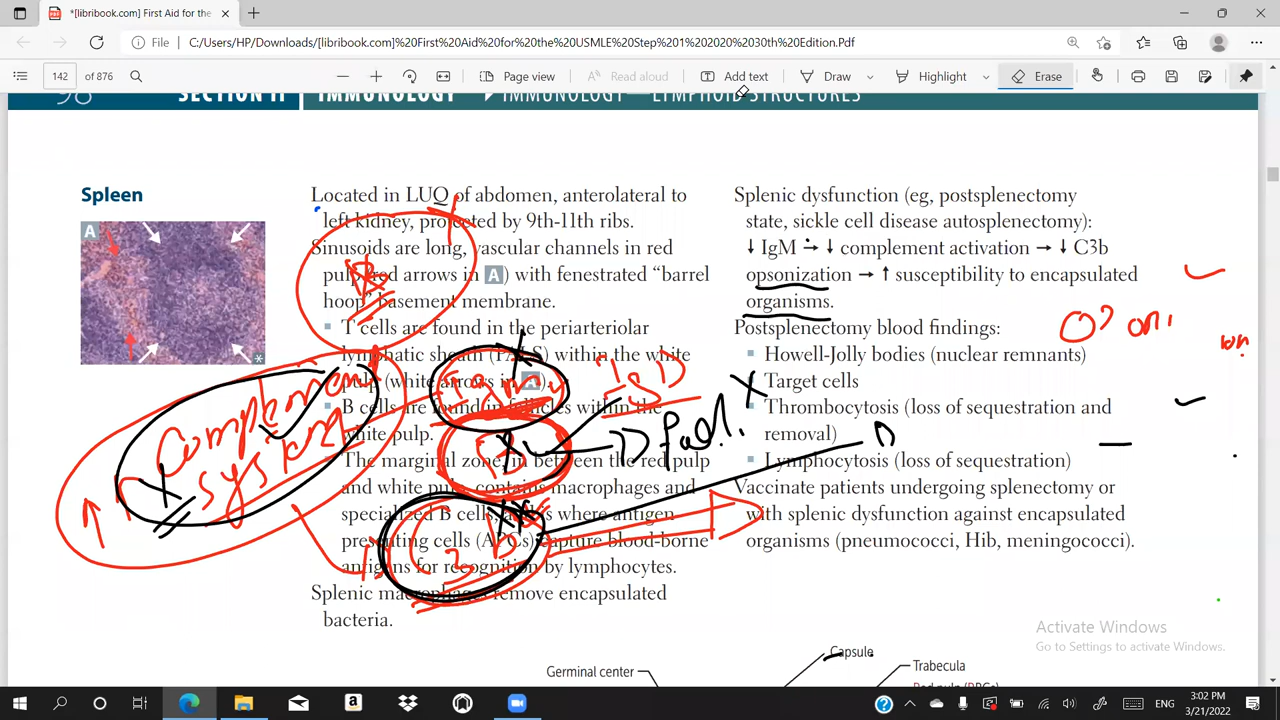 *[libribook.com] First Aid for the
File
C:/Users/HP/Downloads/[libribook.com]%20First%20Aid%20for%20the%20USMLE%20Step%201%202020%2030th%20Edition.Pdf
142 of 876
Page view
Read aloud
Add text
Draw
Highlight
Erase
98 SECTION II IMMUNOLOGY IMMUNOLOGY—LYMPHOID STRUCTURES
Spleen
A
*
Located in LUQ of abdomen, anterolateral to
left kidney, protected by 9th-11th ribs.
Sinusoids are long, vascular channels in red
pulp (red arrows in A) with fenestrated “barrel
hoop” basement membrane.
T cells are found in the periarteriolar
lymphatic sheath (PALS) within the white
pulp (white arrows in A).
B cells are found in follicles within the
white pulp.
The marginal zone, in between the red pulp
and white pulp, contains macrophages and
specialized B cells, is where antigen
presenting cells (APCs) capture blood-borne
antigens for recognition by lymphocytes.
Splenic macrophages remove encapsulated
bacteria.
Complement
system
3b
Splenic dysfunction (eg, postsplenectomy
state, sickle cell disease autosplenectomy):
↓ IgM → ↓ complement activation → ↓ C3b
opsonization → ↑ susceptibility to encapsulated
organisms.
Postsplenectomy blood findings:
Howell-Jolly bodies (nuclear remnants)
Target cells
Thrombocytosis (loss of sequestration and
removal)
Lymphocytosis (loss of sequestration)
Vaccinate patients undergoing splenectomy or
with splenic dysfunction against encapsulated
organisms (pneumococci, Hib, meningococci).
Germinal center
Capsule
Trabecula
Red pulp (RBCs)
Activate Windows
Go to Settings to activate Windows.
ENG
3:02 PM
3/21/2022